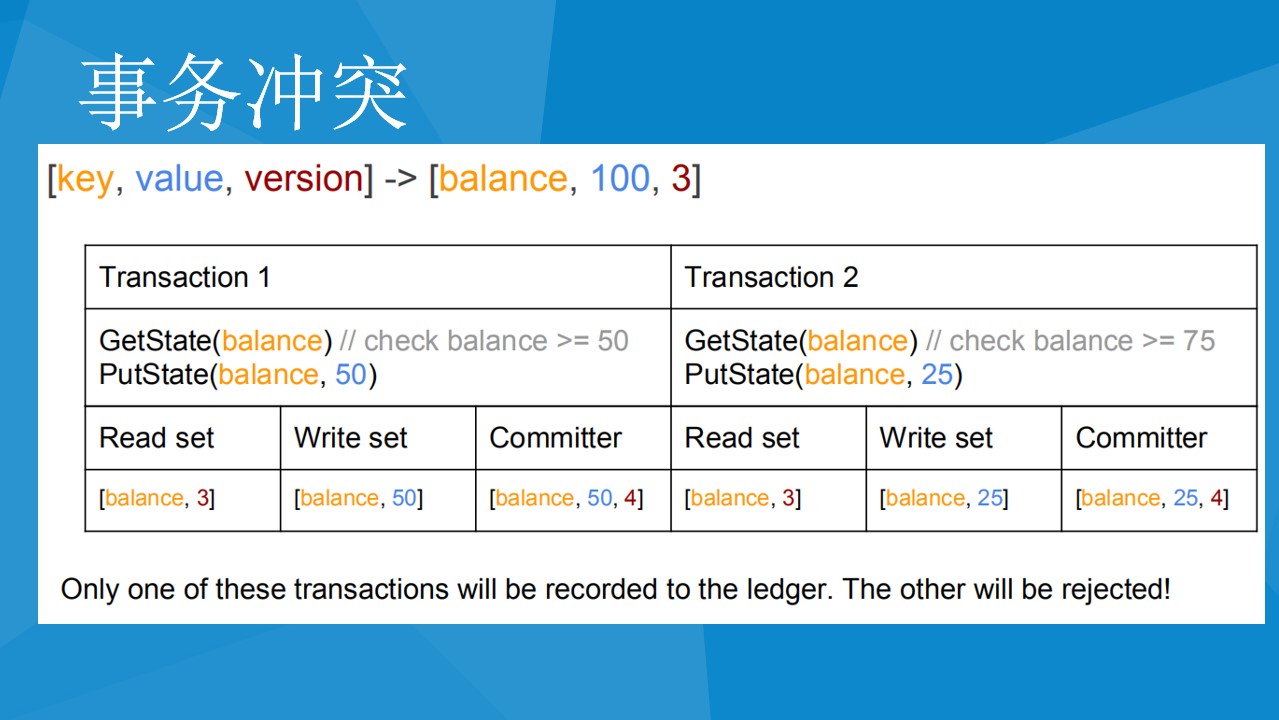 事务冲突
[key, value, version] -> [balance, 100, 3]
Transaction 1
Transaction 2
GetState(balance) // check balance >= 50
PutState(balance, 50)
GetState(balance) // check balance >= 75
PutState(balance, 25)
Read set
Write set
Committer
Read set
Write set
Committer
[balance, 3]
[balance, 50]
[balance, 50, 4]
[balance, 3]
[balance, 25]
[balance, 25, 4]
Only one of these transactions will be recorded to the ledger. The other will be rejected!